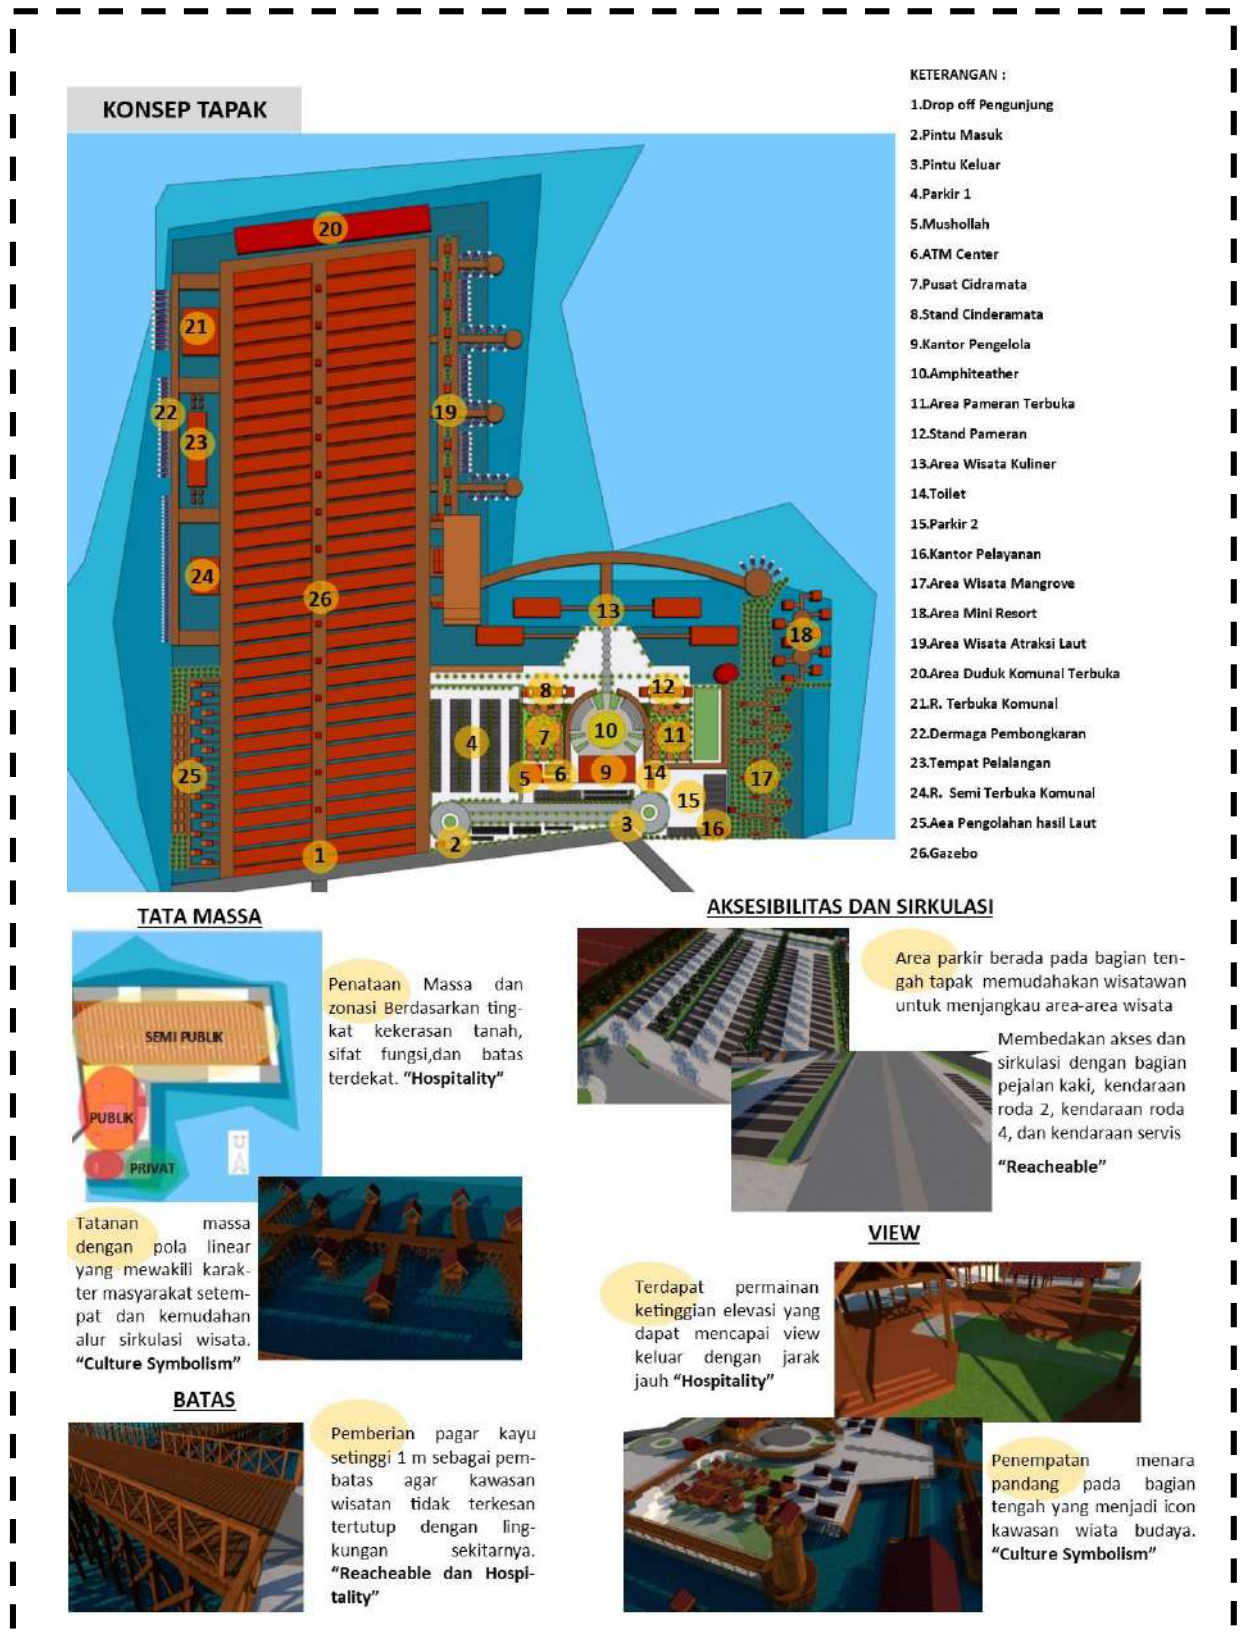 KONSEP TAPAK
20
21
22
23
19
24
26
13
18
8
12
4
7
10
11
25
5
6
9
14
15
17
1
2
3
16
KETERANGAN :
1.Drop off Pengunjung
2.Pintu Masuk
3.Pintu Keluar
4.Parkir 1
5.Mushollah
6.ATM Center
7.Pusat Cidramata
8.Stand Cinderamata
9.Kantor Pengelola
10.Amphiteather
11.Area Pameran Terbuka
12.Stand Pameran
13.Area Wisata Kuliner
14.Toilet
15.Parkir 2
16.Kantor Pelayanan
17.Area Wisata Mangrove
18.Area Mini Resort
19.Area Wisata Atraksi Laut
20.Area Duduk Komunal Terbuka
21.R. Terbuka Komunal
22.Dermaga Pembongkaran
23.Tempat Pelalangan
24.R. Semi Terbuka Komunal
25.Aea Pengolahan hasil Laut
26.Gazebo
TATA MASSA
SEMI PUBLIK
PUBLIK
PRIVAT
Penataan Massa dan
zonasi Berdasarkan ting-
kat kekerasan tanah,
sifat fungsi,dan batas
terdekat. “Hospitality”
Tatanan massa
dengan pola linear
yang mewakili karak-
ter masyarakat setem-
pat dan kemudahan
alur sirkulasi wisata.
“Culture Symbolism”
BATAS
Pemberian pagar kayu
setinggi 1 m sebagai pem-
batas agar kawasan
wisatan tidak terkesan
tertutup dengan ling-
kungan sekitarnya.
“Reacheable dan Hospi-
tality”
AKSESIBILITAS DAN SIRKULASI
Area parkir berada pada bagian ten-
gah tapak memudahakan wisatawan
untuk menjangkau area-area wisata
Membedakan akses dan
sirkulasi dengan bagian
pejalan kaki, kendaraan
roda 2, kendaraan roda
4, dan kendaraan servis
“Reacheable”
VIEW
Terdapat permainan
ketinggian elevasi yang
dapat mencapai view
keluar dengan jarak
jauh “Hospitality”
Penempatan menara
pandang pada bagian
tengah yang menjadi icon
kawasan wiata budaya.
“Culture Symbolism”